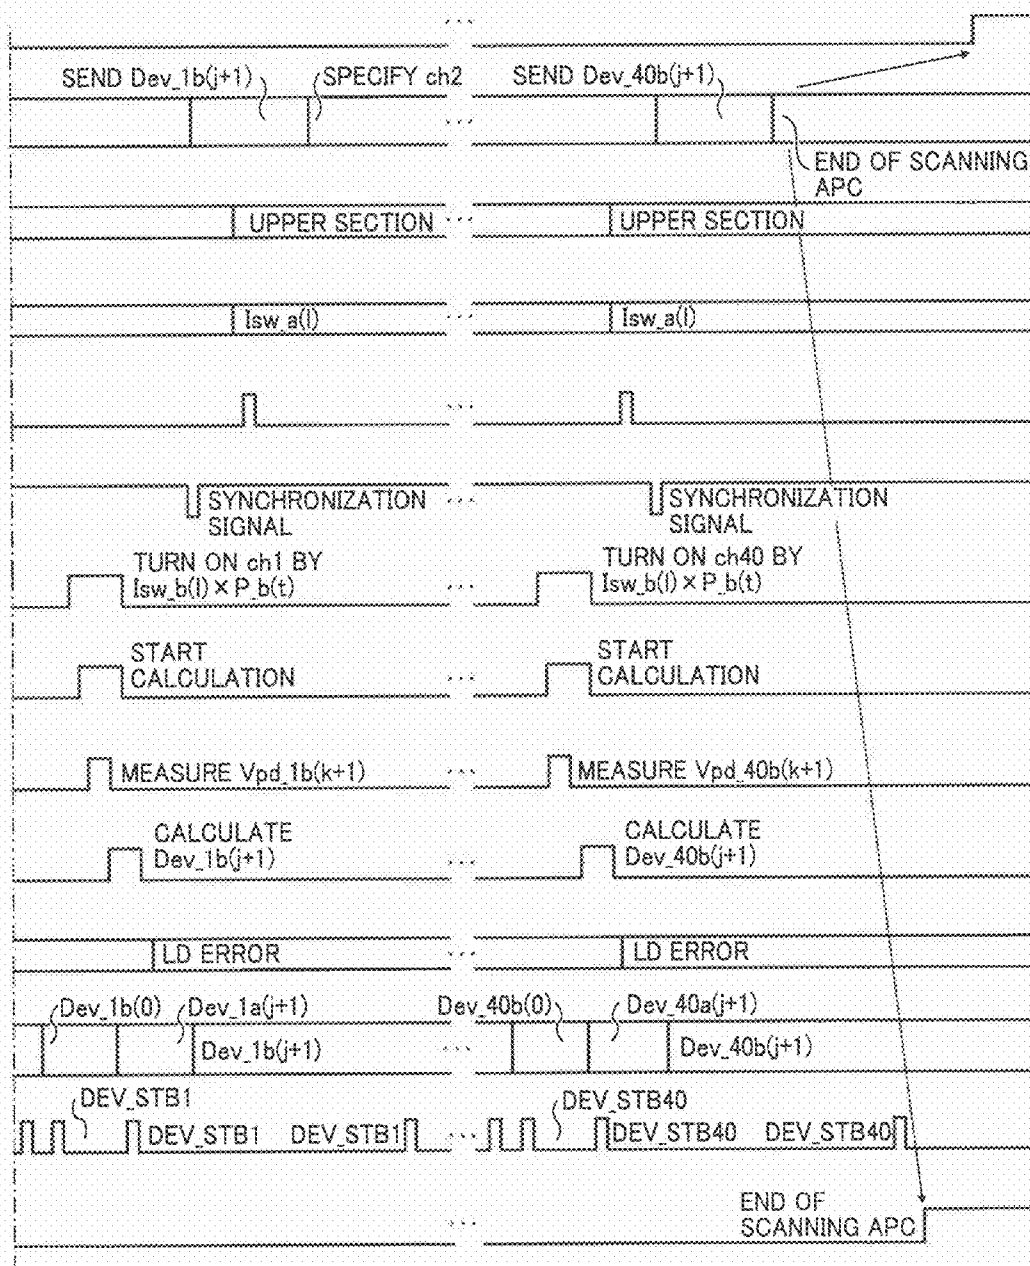 SEND Dev_1b(j+1)
SPECIFY ch2
SEND Dev_40b(j+1)
END OF SCANNING
APC
UPPER SECTION
UPPER SECTION
Isw_a(l)
Isw_a(l)
SYNCHRONIZATION
SIGNAL
SYNCHRONIZATION
SIGNAL
TURN ON ch1 BY
Isw_b(l) × P_b(t)
TURN ON ch40 BY
Isw_b(l) × P_b(t)
START
CALCULATION
START
CALCULATION
MEASURE Vpd_1b(k+1)
MEASURE Vpd_40b(k+1)
CALCULATE
Dev_1b(j+1)
CALCULATE
Dev_40b(j+1)
LD ERROR
LD ERROR
Dev_1b(0)
Dev_1a(j+1)
Dev_40b(0)
Dev_40a(j+1)
Dev_1b(j+1)
Dev_40b(j+1)
DEV_STB1
DEV_STB40
DEV_STB1
DEV_STB1
DEV_STB40
DEV_STB40
END OF
SCANNING APC